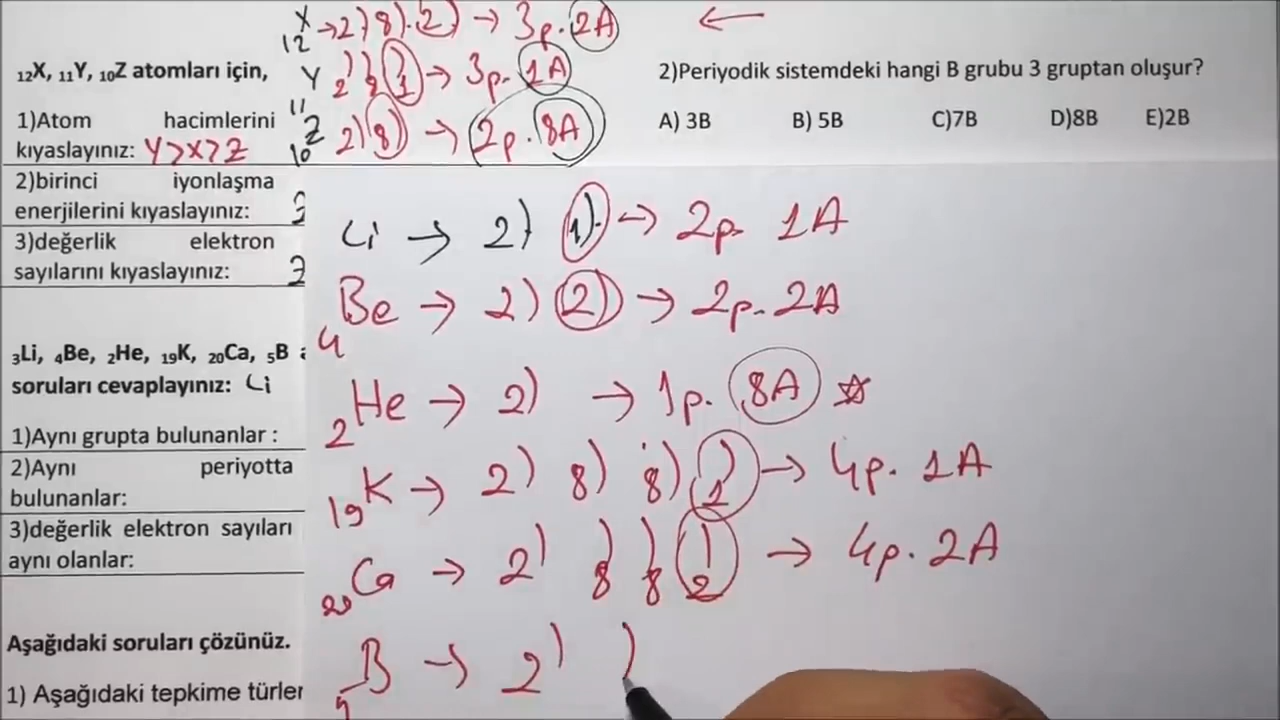 X → 2) 8) 2) → 3p. 2A ←
12
₁₂X, ₁₁Y, ₁₀Z atomları için,
Y 2) 8) 1) → 3p. 1A
11
1)Atom hacimlerini
kıyaslayınız: Y>X>Z
Z 2) 8) → 2p. 8A
10
2)birinci iyonlaşma
enerjilerini kıyaslayınız:
3)değerlik elektron
sayılarını kıyaslayınız:
₃Li, ₄Be, ₂He, ₁₉K, ₂₀Ca, ₅B
soruları cevaplayınız: Li
1)Aynı grupta bulunanlar :
2)Aynı periyotta
bulunanlar:
3)değerlik elektron sayıları
aynı olanlar:
Aşağıdaki soruları çözünüz.
1) Aşağıdaki tepkime türler
2)Periyodik sistemdeki hangi B grubu 3 gruptan oluşur?
A) 3B B) 5B C)7B D)8B E)2B
Li → 2) 1) → 2p. 1A
₄Be → 2) 2) → 2p. 2A
₂He → 2) → 1p. 8A ☆
₁₉K → 2) 8) 8) 1) → 4p. 1A
₂₀Ca → 2) 8) 8) 2) → 4p. 2A
B → 2) )